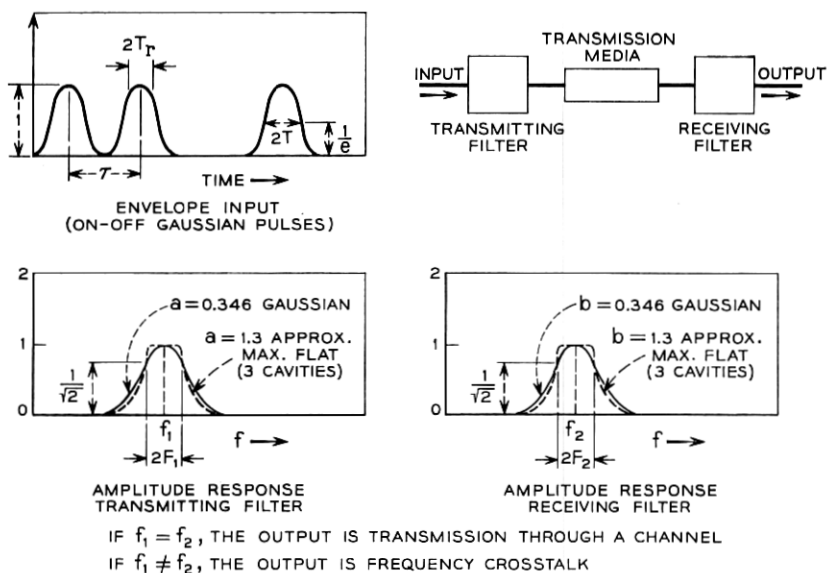 2Tr
1
τ
2T
1/e
TIME
ENVELOPE INPUT
(ON-OFF GAUSSIAN PULSES)
TRANSMISSION
MEDIA
INPUT
OUTPUT
TRANSMITTING
FILTER
RECEIVING
FILTER
2
1
0
1/√2
a = 0.346 GAUSSIAN
a = 1.3 APPROX.
MAX. FLAT
(3 CAVITIES)
f₁
f
2F₁
AMPLITUDE RESPONSE
TRANSMITTING FILTER
2
1
0
1/√2
b = 0.346 GAUSSIAN
b = 1.3 APPROX.
MAX. FLAT
(3 CAVITIES)
f₂
f
2F₂
AMPLITUDE RESPONSE
RECEIVING FILTER
IF f₁ = f₂, THE OUTPUT IS TRANSMISSION THROUGH A CHANNEL
IF f₁ ≠ f₂, THE OUTPUT IS FREQUENCY CROSSTALK